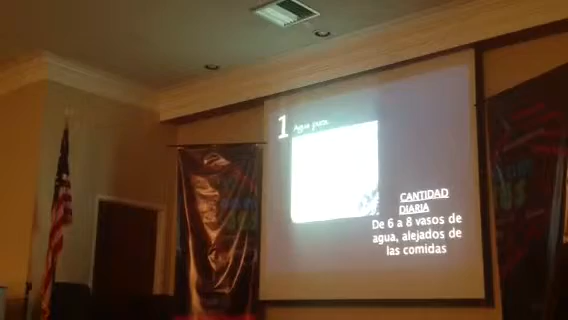 1 Agua pura.
CANTIDAD
DIARIA
De 6 a 8 vasos de
agua, alejados de
las comidas